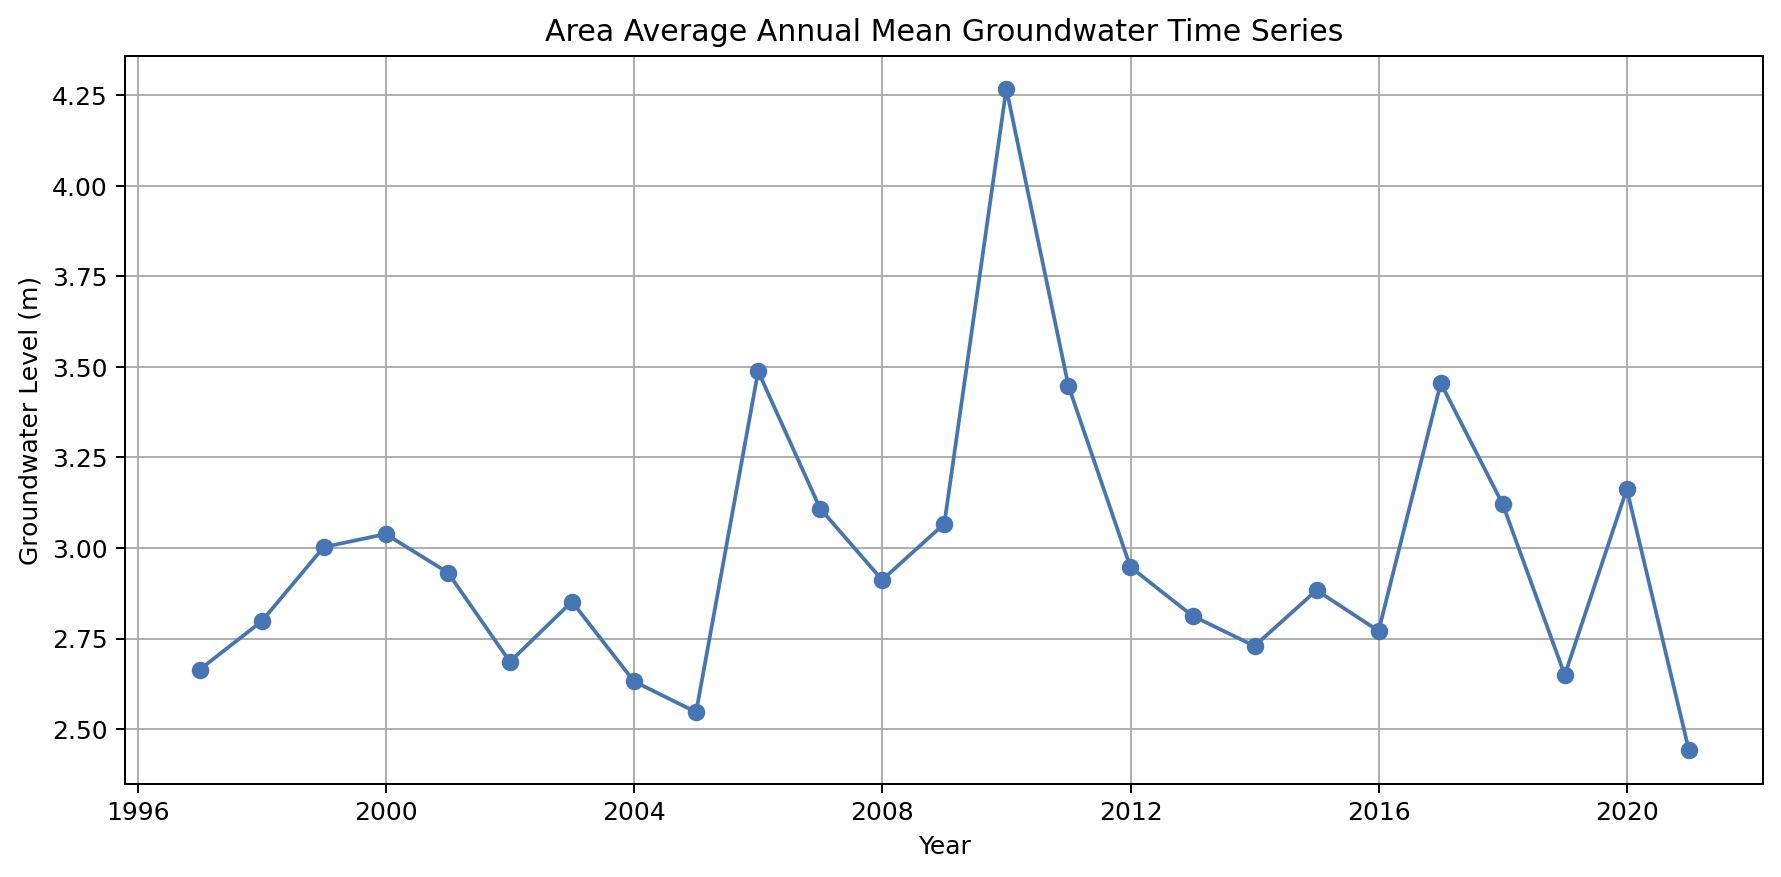 Area Average Annual Mean Groundwater Time Series
Groundwater Level (m)
4.25
4.00
3.75
3.50
3.25
3.00
2.75
2.50
1996 2000 2004 2008 2012 2016 2020
Year